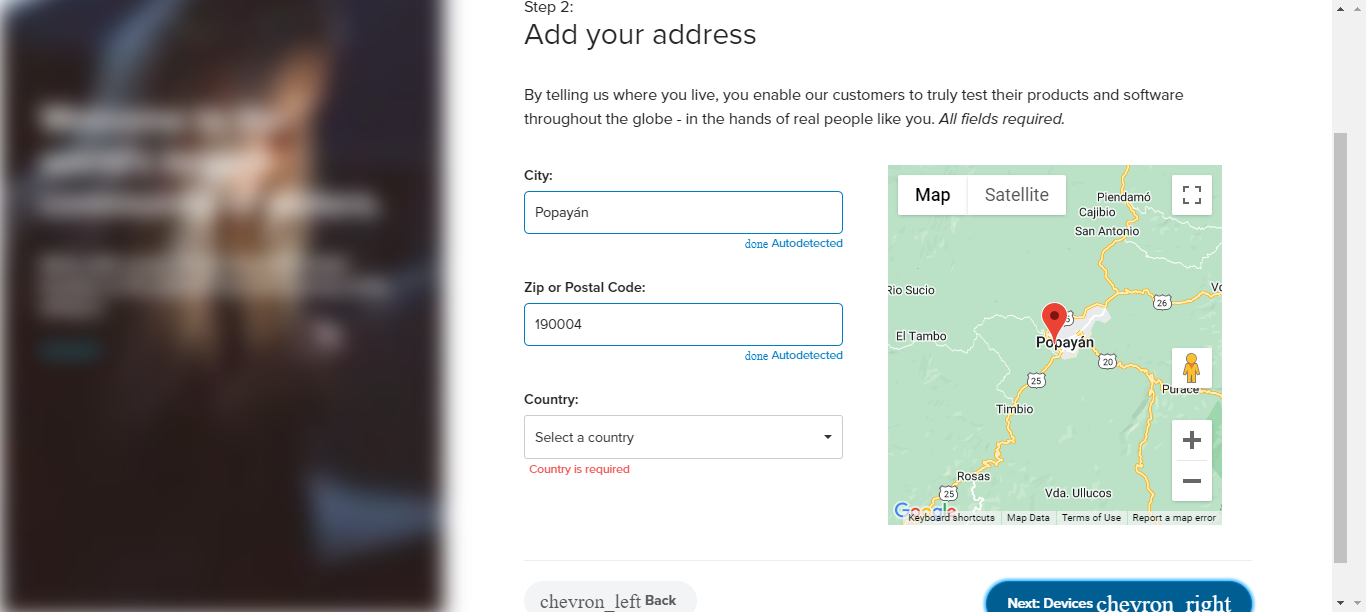 Step 2:
Add your address
By telling us where you live, you enable our customers to truly test their products and software
throughout the globe - in the hands of real people like you. All fields required.
City:
Popayán
done Autodetected
Zip or Postal Code:
190004
done Autodetected
Country:
Select a country
Country is required
Map Satellite
Piendamó
Cajibio
San Antonio
Rio Sucio
26
El Tambo
Popayán
20
25
Purace
Timbio
Rosas
25
Vda. Ullucos
Google
Keyboard shortcuts Map Data Terms of Use Report a map error
chevron_left Back
Next: Devices chevron_right